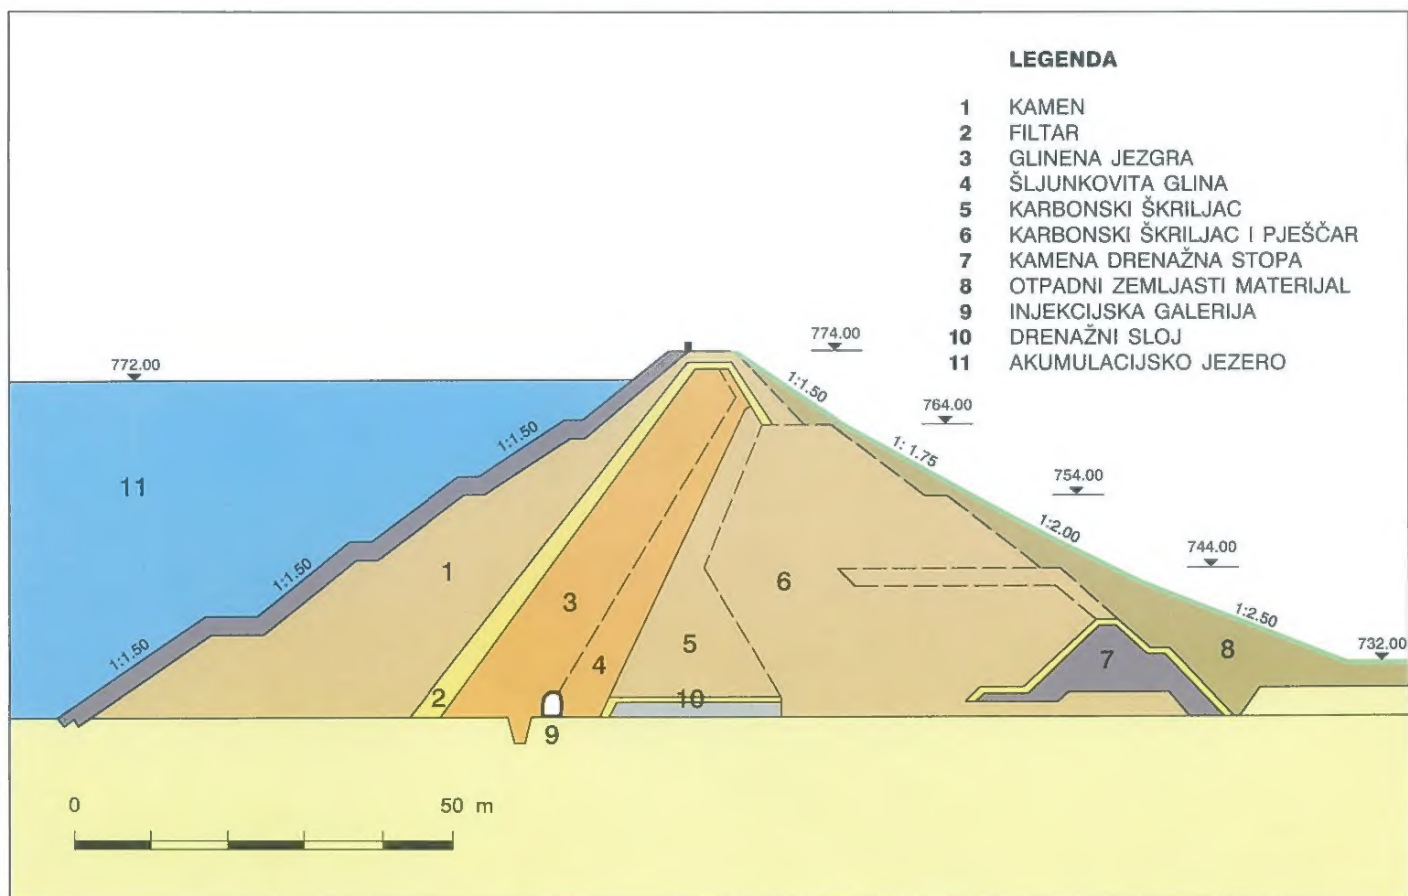 LEGENDA
1 KAMEN
2 FILTAR
3 GLINENA JEZGRA
4 ŠLJUNKOVITA GLINA
5 KARBONSKI ŠKRILJAC
6 KARBONSKI ŠKRILJAC I PJEŠČAR
7 KAMENA DRENAŽNA STOPA
8 OTPADNI ZEMLJASTI MATERIJAL
9 INJEKCIJSKA GALERIJA
10 DRENAŽNI SLOJ
11 AKUMULACIJSKO JEZERO
774.00
772.00
1:1.50
764.00
1:1.50
1:1.75
754.00
11
1:2.00
744.00
1:1.50
1
6
3
1:2.50
5
1:1.50
4
7
8
732.00
2
10
9
0
50 m